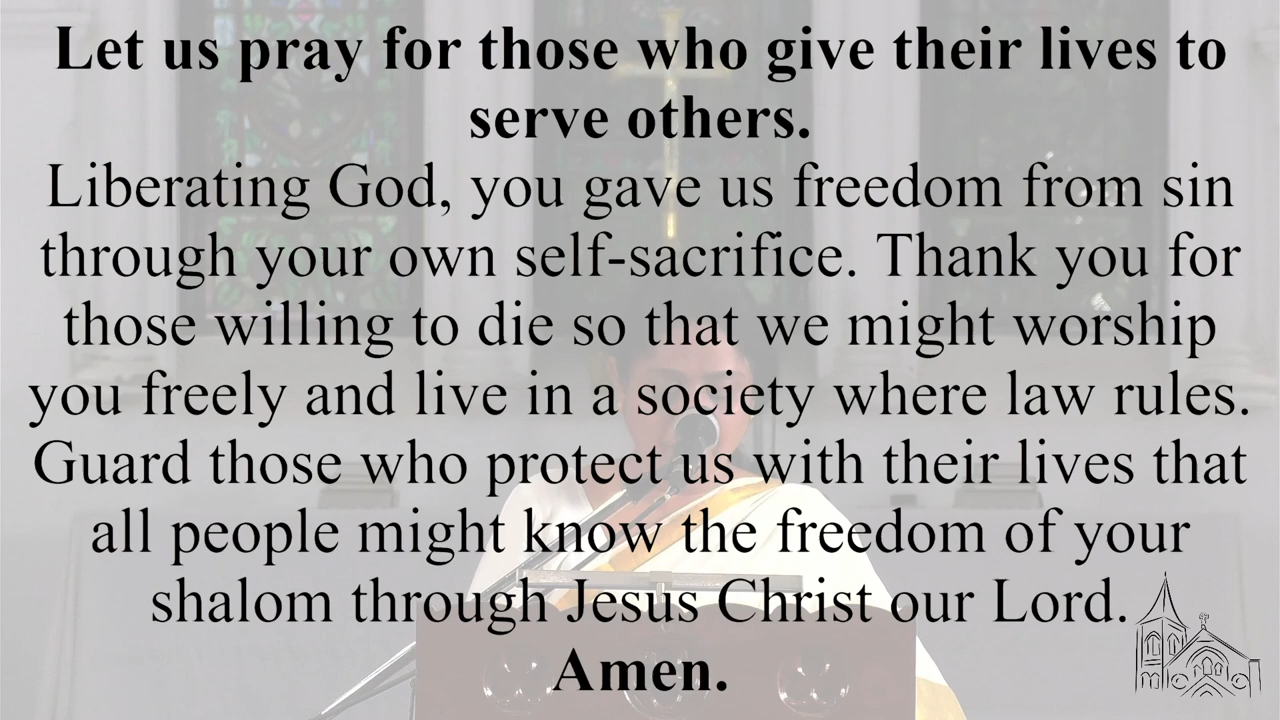 Let us pray for those who give their lives to
serve others.
Liberating God, you gave us freedom from sin
through your own self-sacrifice. Thank you for
those willing to die so that we might worship
you freely and live in a society where law rules.
Guard those who protect us with their lives that
all people might know the freedom of your
shalom through Jesus Christ our Lord.
Amen.